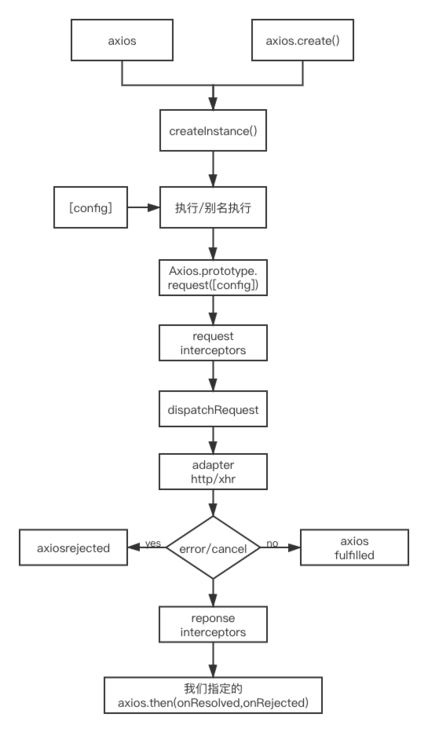 axios
axios.create()
createInstance()
[config]
执行/别名执行
Axios.prototype.
request([config])
request
interceptors
dispatchRequest
adapter
http/xhr
axiosrejected
yes
error/cancel
no
axios
fulfilled
reponse
interceptors
我们指定的
axios.then(onResolved,onRejected)